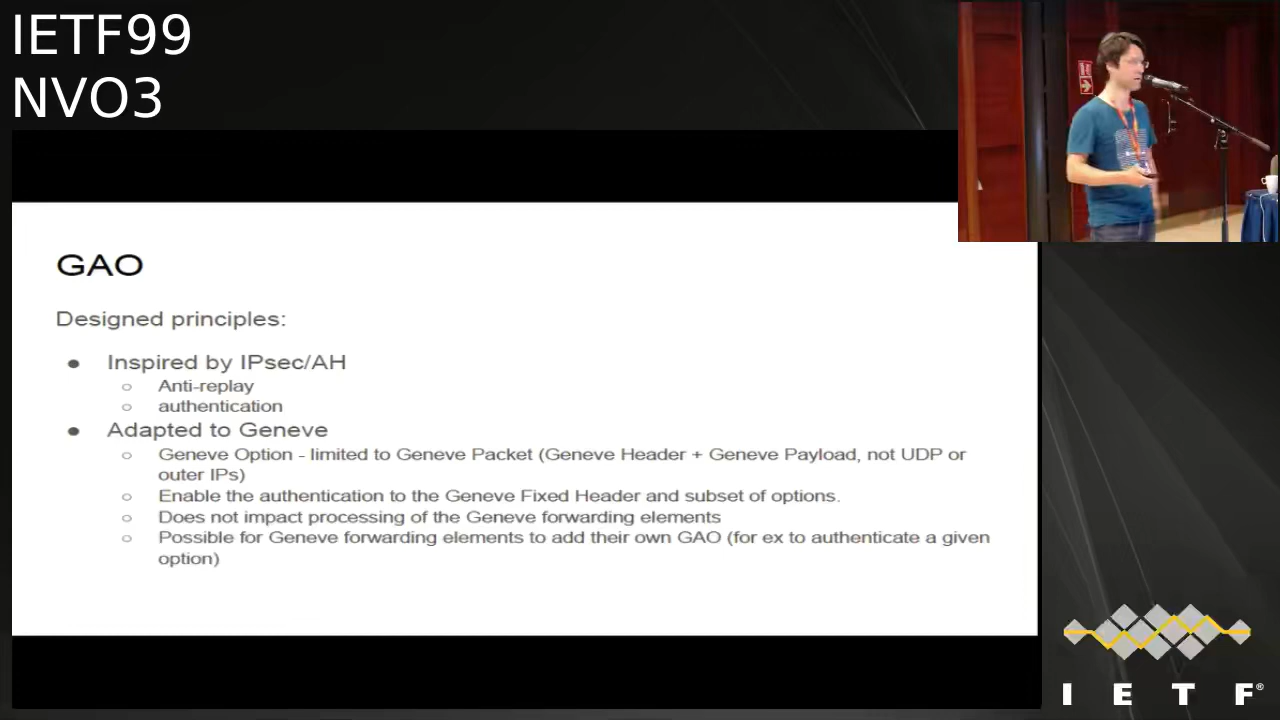 IETF99
NVO3
GAO
Designed principles:
● Inspired by IPsec/AH
○ Anti-replay
○ authentication
● Adapted to Geneve
○ Geneve Option - limited to Geneve Packet (Geneve Header + Geneve Payload, not UDP or
outer IPs)
○ Enable the authentication to the Geneve Fixed Header and subset of options.
○ Does not impact processing of the Geneve forwarding elements
○ Possible for Geneve forwarding elements to add their own GAO (for ex to authenticate a given
option)
I E T F®